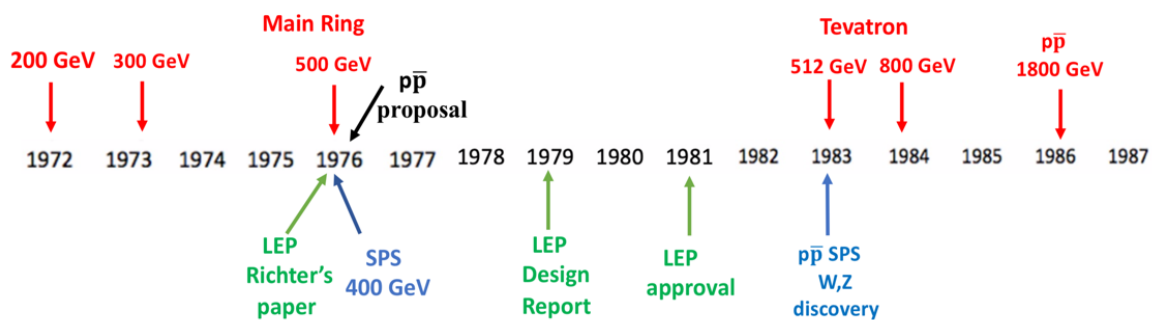 Main Ring
Tevatron
200 GeV
300 GeV
500 GeV
pp̅
proposal
512 GeV
800 GeV
pp̅
1800 GeV
1972 1973 1974 1975 1976 1977 1978 1979 1980 1981 1982 1983 1984 1985 1986 1987
LEP
Richter's
paper
SPS
400 GeV
LEP
Design
Report
LEP
approval
pp̅ SPS
W,Z
discovery